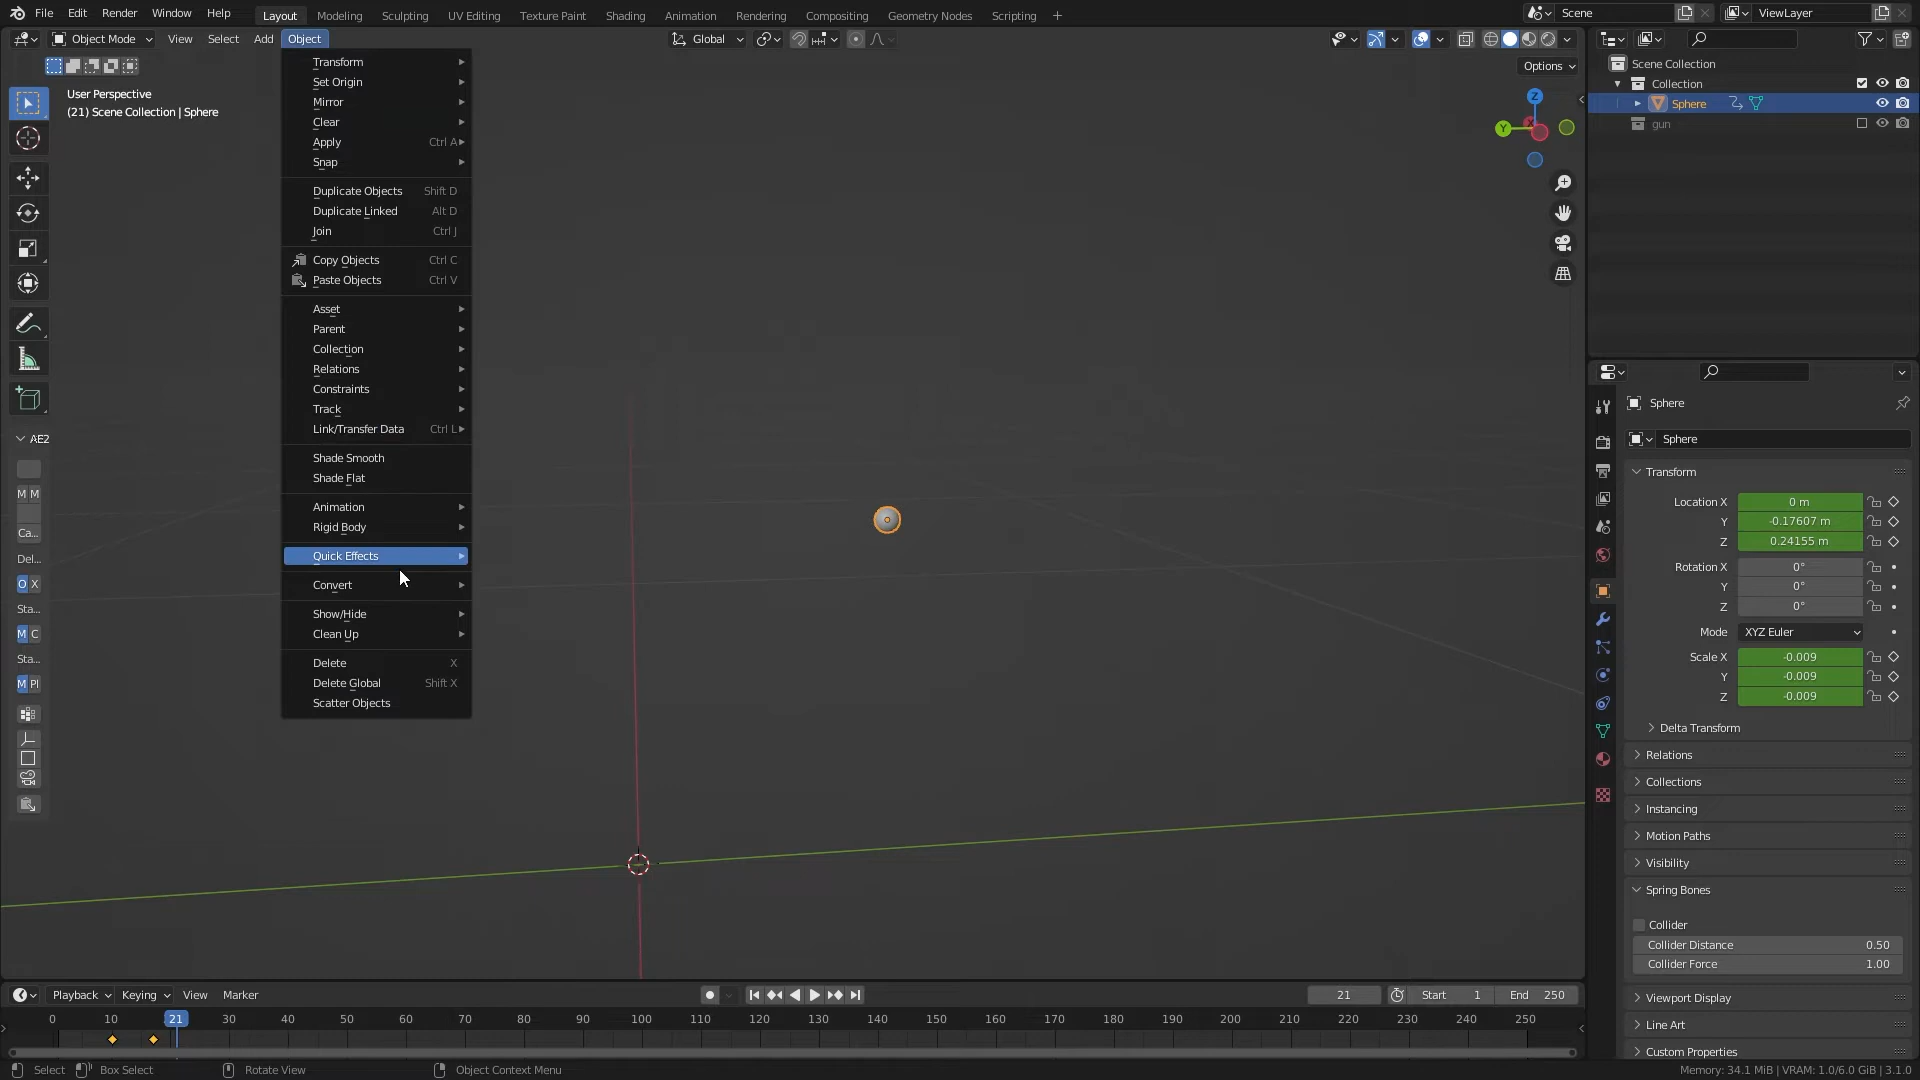 File Edit Render Window Help Layout Modeling Sculpting UV Editing Texture Paint Shading Animation Rendering Compositing Geometry Nodes Scripting + Scene ViewLayer
Object Mode View Select Add Object Global
Options
User Perspective
(21) Scene Collection | Sphere
Transform
Set Origin
Mirror
Clear
Apply Ctrl A
Snap
Duplicate Objects Shift D
Duplicate Linked Alt D
Join Ctrl J
Copy Objects Ctrl C
Paste Objects Ctrl V
Asset
Parent
Collection
Relations
Constraints
Track
Link/Transfer Data Ctrl L
Shade Smooth
Shade Flat
Animation
Rigid Body
Quick Effects
Convert
Show/Hide
Clean Up
Delete X
Delete Global Shift X
Scatter Objects
AE2
M M
Ca...
Del...
O X
Sta...
M C
Sta...
M Pl
Z
Y X
Scene Collection
Collection
Sphere
gun
Sphere
Sphere
Transform
Location X 0 m
Y -0.17607 m
Z 0.24155 m
Rotation X 0°
Y 0°
Z 0°
Mode XYZ Euler
Scale X -0.009
Y -0.009
Z -0.009
Delta Transform
Relations
Collections
Instancing
Motion Paths
Visibility
Spring Bones
Collider
Collider Distance 0.50
Collider Force 1.00
Viewport Display
Line Art
Custom Properties
Playback Keying View Marker 21 Start 1 End 250
0 10 21 30 40 50 60 70 80 90 100 110 120 130 140 150 160 170 180 190 200 210 220 230 240 250
Select Box Select Rotate View Object Context Menu Memory: 34.1 MiB | VRAM: 1.0/6.0 GiB | 3.1.0